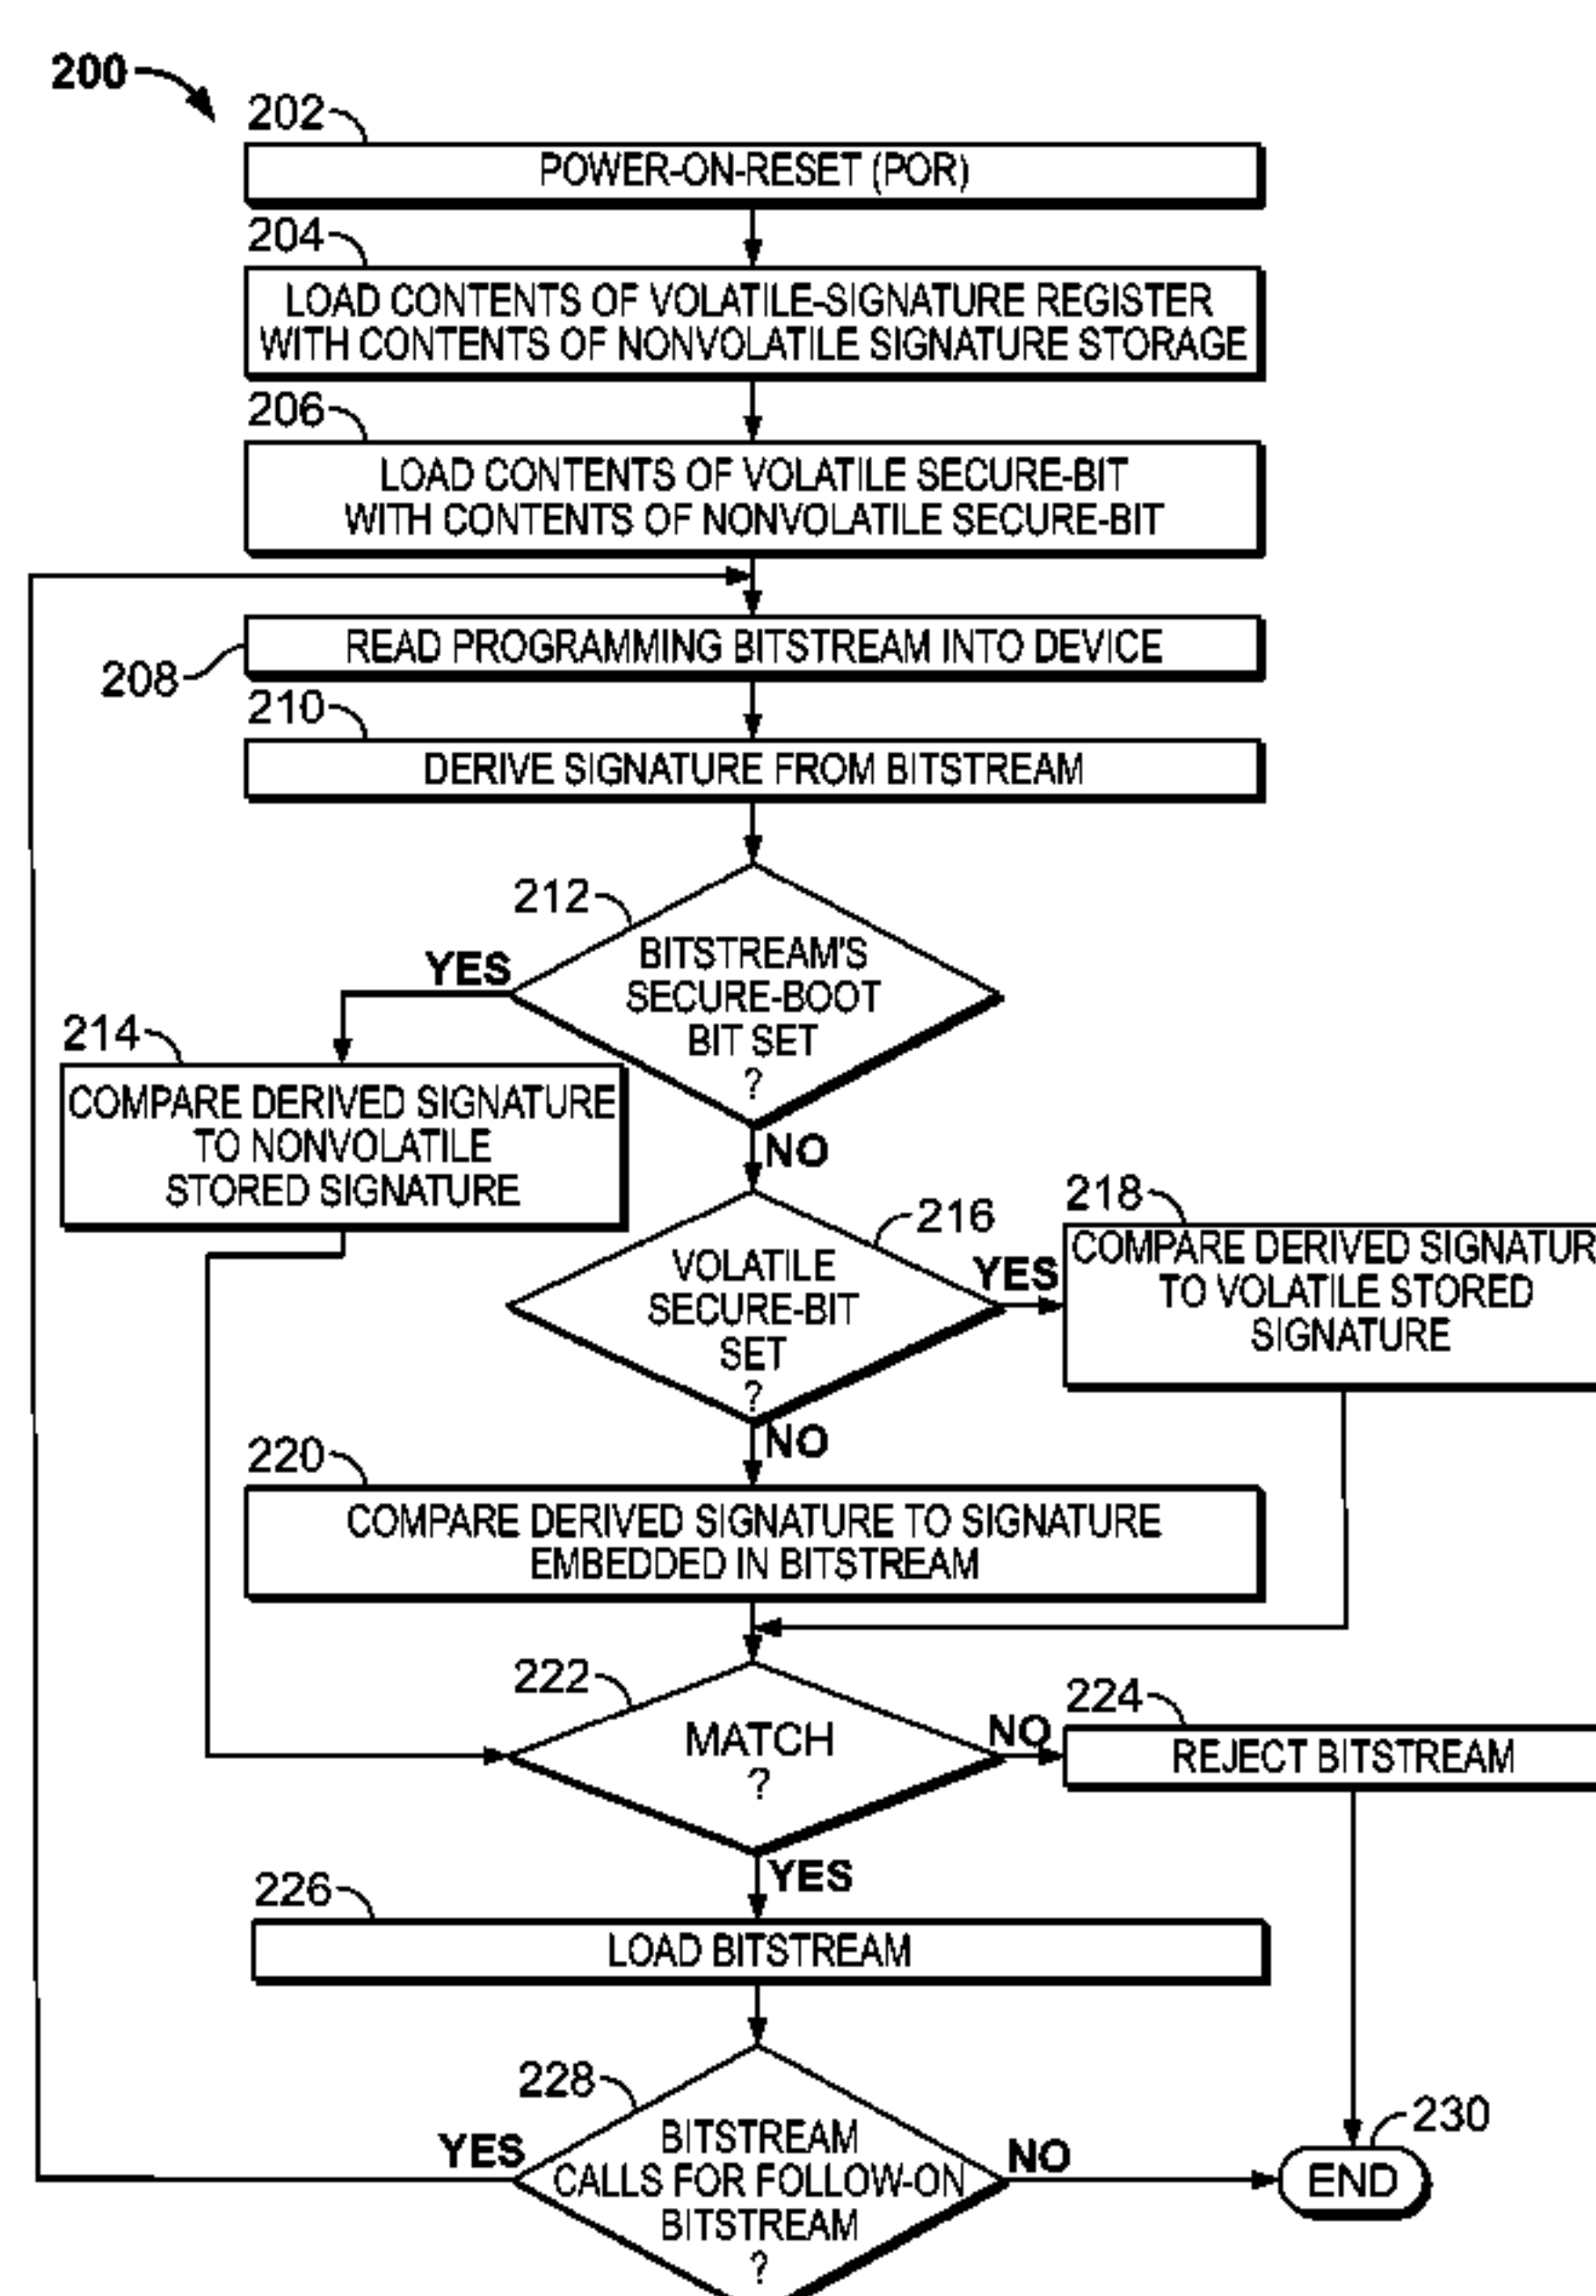 200
202
POWER-ON-RESET (POR)
204
LOAD CONTENTS OF VOLATILE-SIGNATURE REGISTER
WITH CONTENTS OF NONVOLATILE SIGNATURE STORAGE
206
LOAD CONTENTS OF VOLATILE SECURE-BIT
WITH CONTENTS OF NONVOLATILE SECURE-BIT
208
READ PROGRAMMING BITSTREAM INTO DEVICE
210
DERIVE SIGNATURE FROM BITSTREAM
212
BITSTREAM'S
SECURE-BOOT
BIT SET
?
YES
NO
214
COMPARE DERIVED SIGNATURE
TO NONVOLATILE
STORED SIGNATURE
216
VOLATILE
SECURE-BIT
SET
?
YES
NO
218
COMPARE DERIVED SIGNATUR
TO VOLATILE STORED
SIGNATURE
220
COMPARE DERIVED SIGNATURE TO SIGNATURE
EMBEDDED IN BITSTREAM
222
MATCH
?
NO
YES
224
REJECT BITSTREAM
226
LOAD BITSTREAM
228
BITSTREAM
CALLS FOR FOLLOW-ON
BITSTREAM
?
YES
NO
230
END